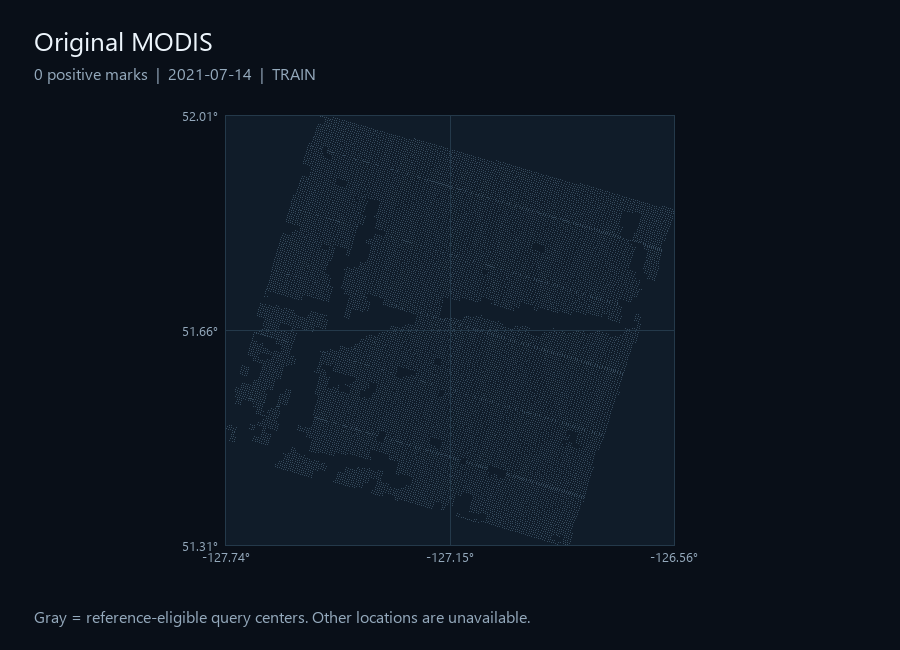 Original MODIS
0 positive marks | 2021-07-14 | TRAIN
52.01°
51.66°
51.31°
-127.74°
-127.15°
-126.56°
Gray = reference-eligible query centers. Other locations are unavailable.